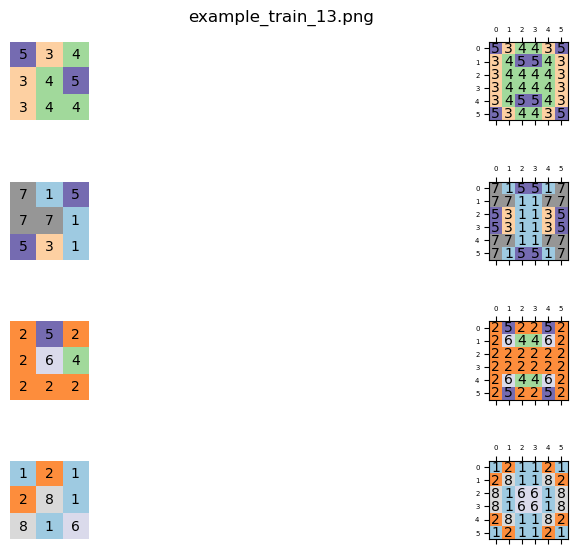 example_train_13.png
5 3 4
3 4 5
3 4 4
0 1 2 3 4 5
0 5 3 4 4 3 5
1 3 4 5 5 4 3
2 3 4 4 4 4 3
3 3 4 4 4 4 3
4 3 4 5 5 4 3
5 5 3 4 4 3 5
7 1 5
7 7 1
5 3 1
0 1 2 3 4 5
0 7 1 5 5 1 7
1 7 7 1 1 7 7
2 5 3 1 1 3 5
3 5 3 1 1 3 5
4 7 7 1 1 7 7
5 7 1 5 5 1 7
2 5 2
2 6 4
2 2 2
0 1 2 3 4 5
0 2 5 2 2 5 2
1 2 6 4 4 6 2
2 2 2 2 2 2 2
3 2 2 2 2 2 2
4 2 6 4 4 6 2
5 2 5 2 2 5 2
1 2 1
2 8 1
8 1 6
0 1 2 3 4 5
0 1 2 1 1 2 1
1 2 8 1 1 8 2
2 8 1 6 6 1 8
3 8 1 6 6 1 8
4 2 8 1 1 8 2
5 1 2 1 1 2 1